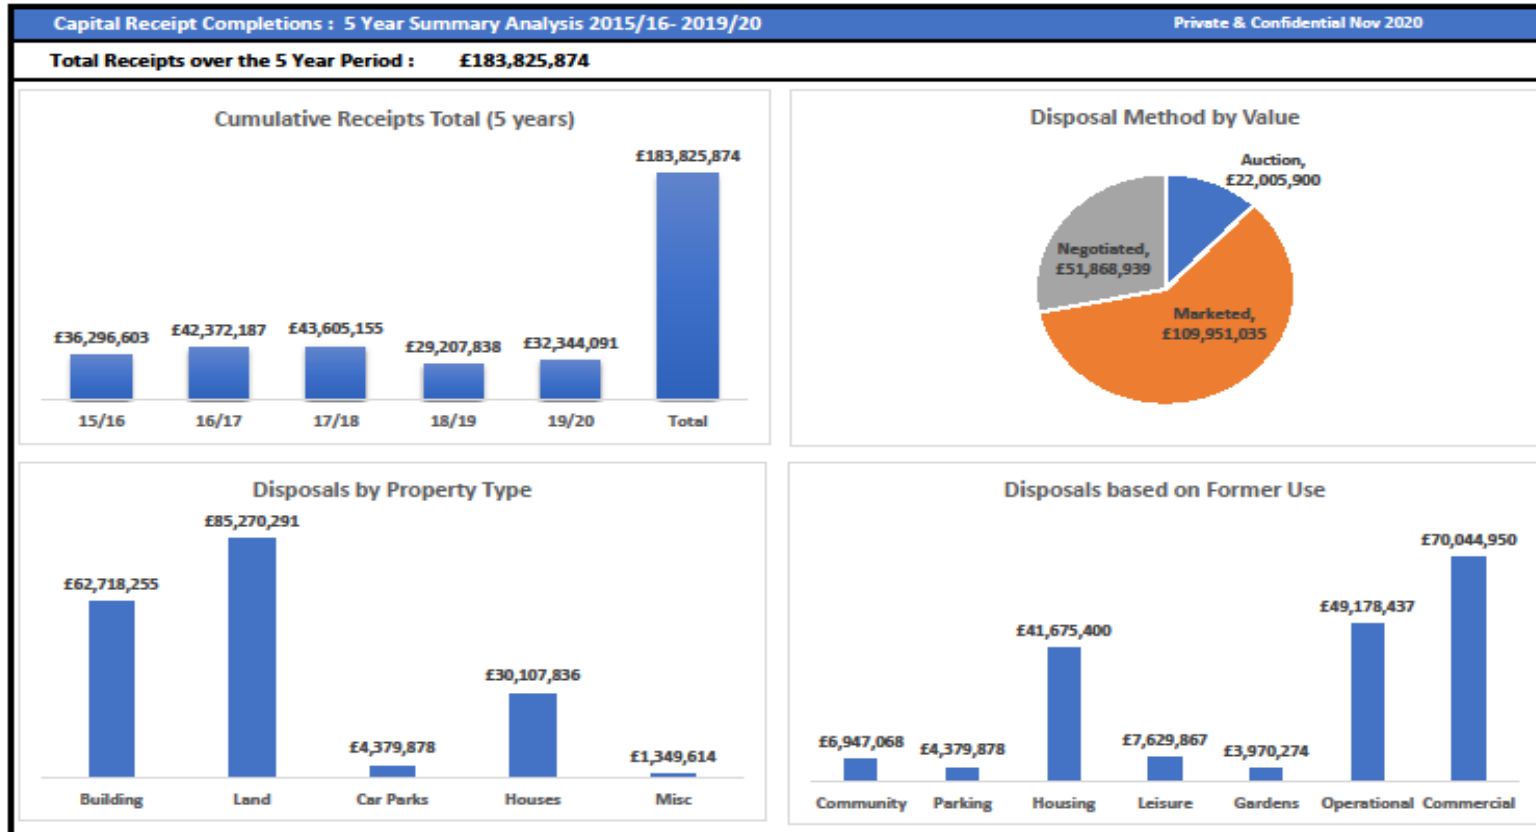 Capital Receipt Completions : 5 Year Summary Analysis 2015/16- 2019/20
Private & Confidential Nov 2020
Total Receipts over the 5 Year Period : £183,825,874
Cumulative Receipts Total (5 years)
£183,825,874
£36,296,603
£42,372,187
£43,605,155
£29,207,838
£32,344,091
15/16
16/17
17/18
18/19
19/20
Total
Disposal Method by Value
Auction,
£22,005,900
Negotiated,
£51,868,939
Marketed,
£109,951,035
Disposals by Property Type
£62,718,255
£85,270,291
£4,379,878
£30,107,836
£1,349,614
Building
Land
Car Parks
Houses
Misc
Disposals based on Former Use
£6,947,068
£4,379,878
£41,675,400
£7,629,867
£3,970,274
£49,178,437
£70,044,950
Community
Parking
Housing
Leisure
Gardens
Operational
Commercial